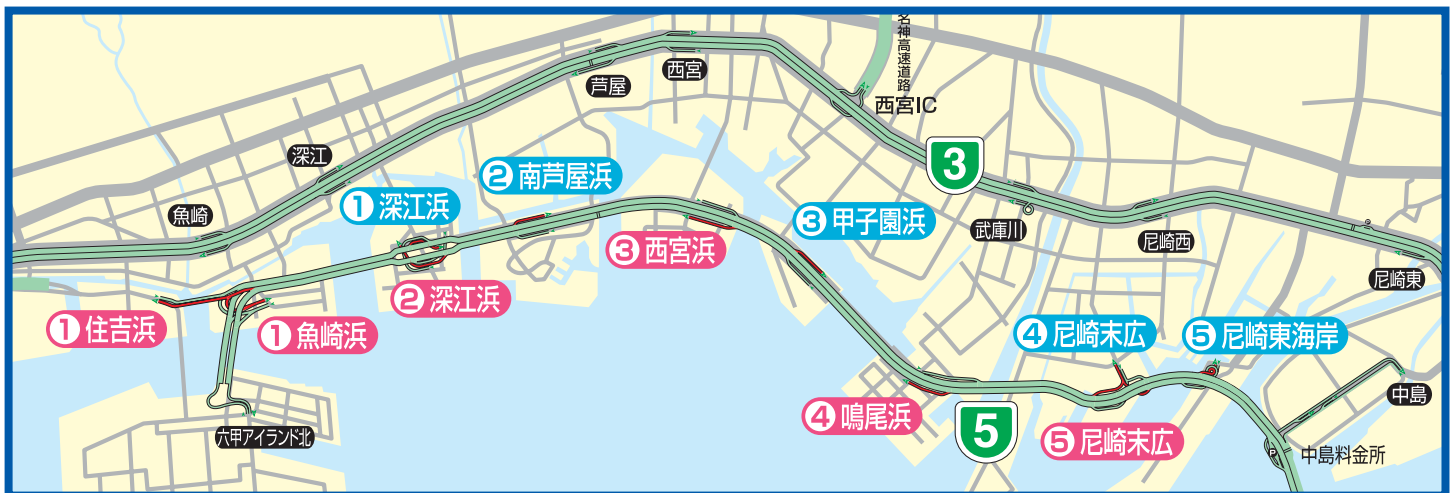 名神高速道路
西宮
芦屋
西宮IC
深江
3
② 南芦屋浜
① 深江浜
魚崎
③ 甲子園浜
武庫川
尼崎西
③ 西宮浜
尼崎東
② 深江浜
① 住吉浜
① 魚崎浜
④ 尼崎末広
⑤ 尼崎東海岸
中島
④ 鳴尾浜
5
⑤ 尼崎末広
六甲アイランド北
P
中島料金所